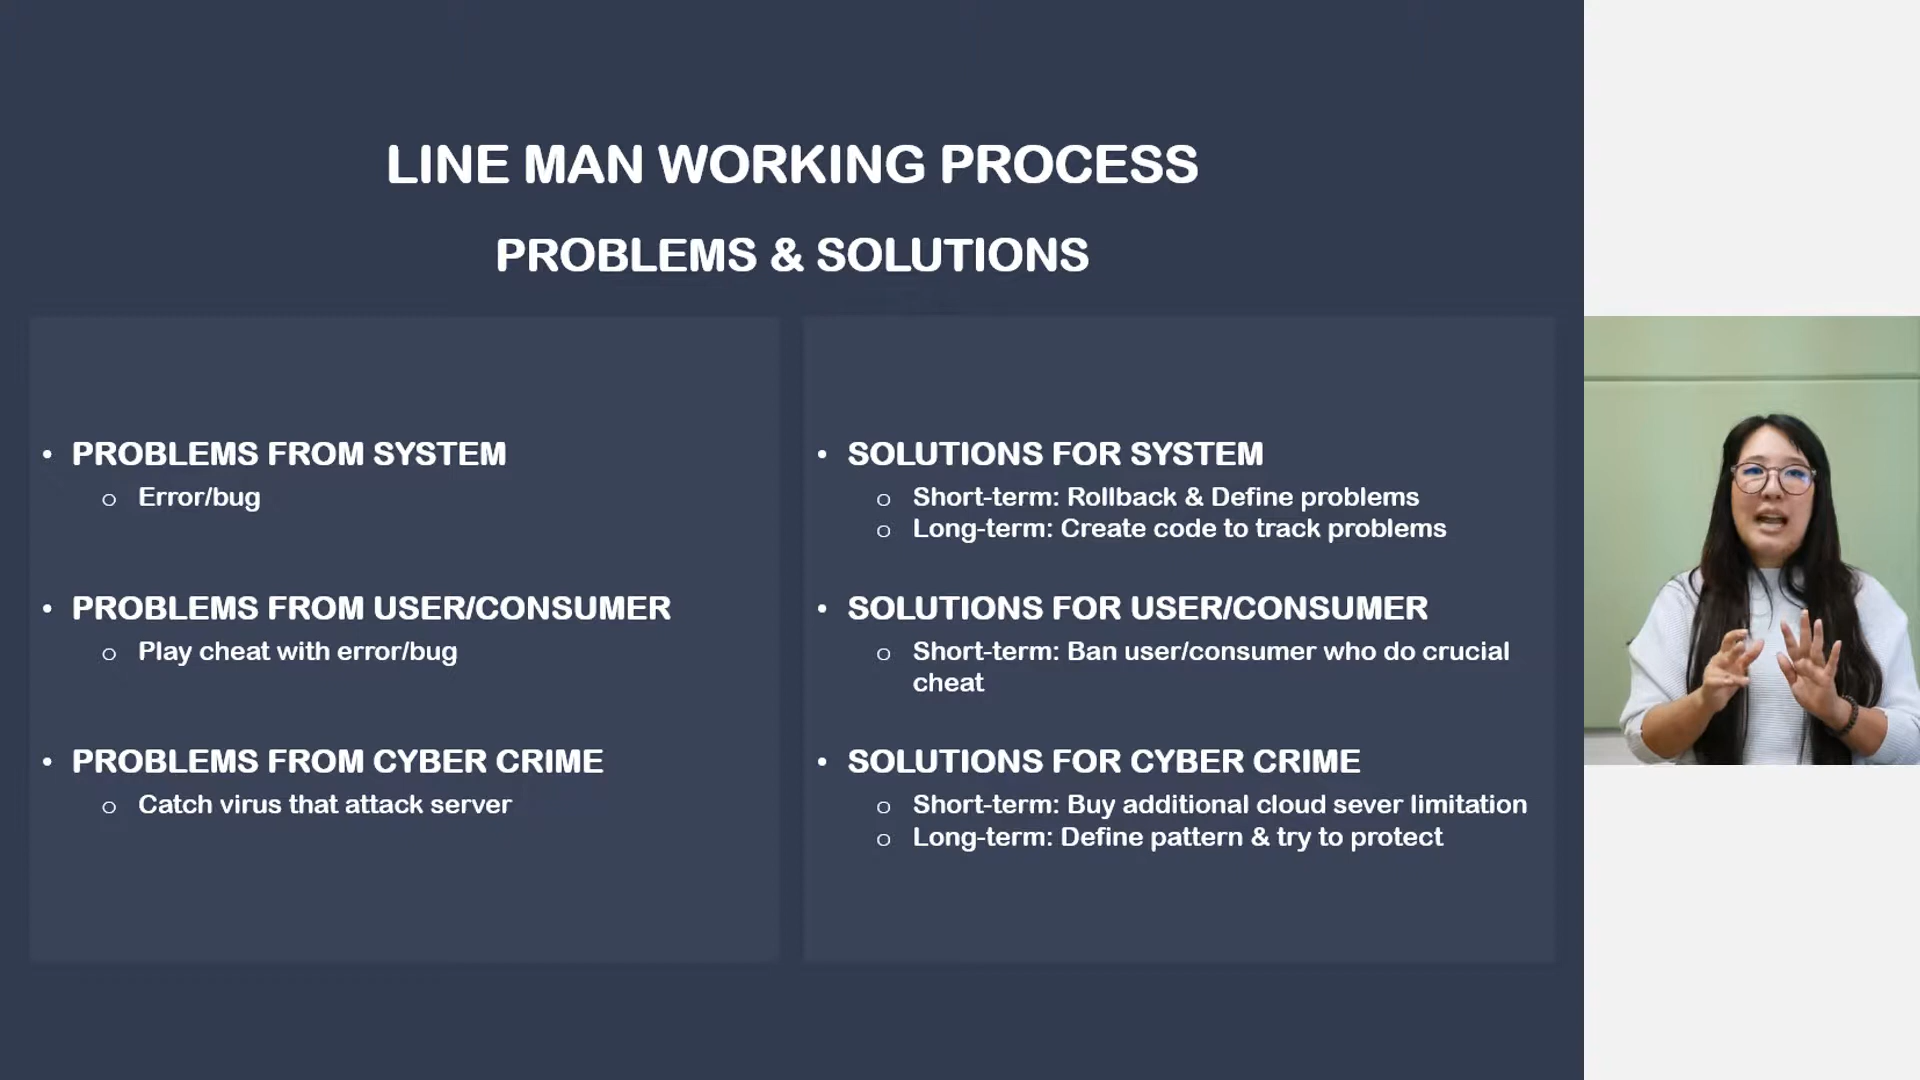 LINE MAN WORKING PROCESS
PROBLEMS & SOLUTIONS
• PROBLEMS FROM SYSTEM
o Error/bug
• PROBLEMS FROM USER/CONSUMER
o Play cheat with error/bug
• PROBLEMS FROM CYBER CRIME
o Catch virus that attack server
• SOLUTIONS FOR SYSTEM
o Short-term: Rollback & Define problems
o Long-term: Create code to track problems
• SOLUTIONS FOR USER/CONSUMER
o Short-term: Ban user/consumer who do crucial
cheat
• SOLUTIONS FOR CYBER CRIME
o Short-term: Buy additional cloud sever limitation
o Long-term: Define pattern & try to protect